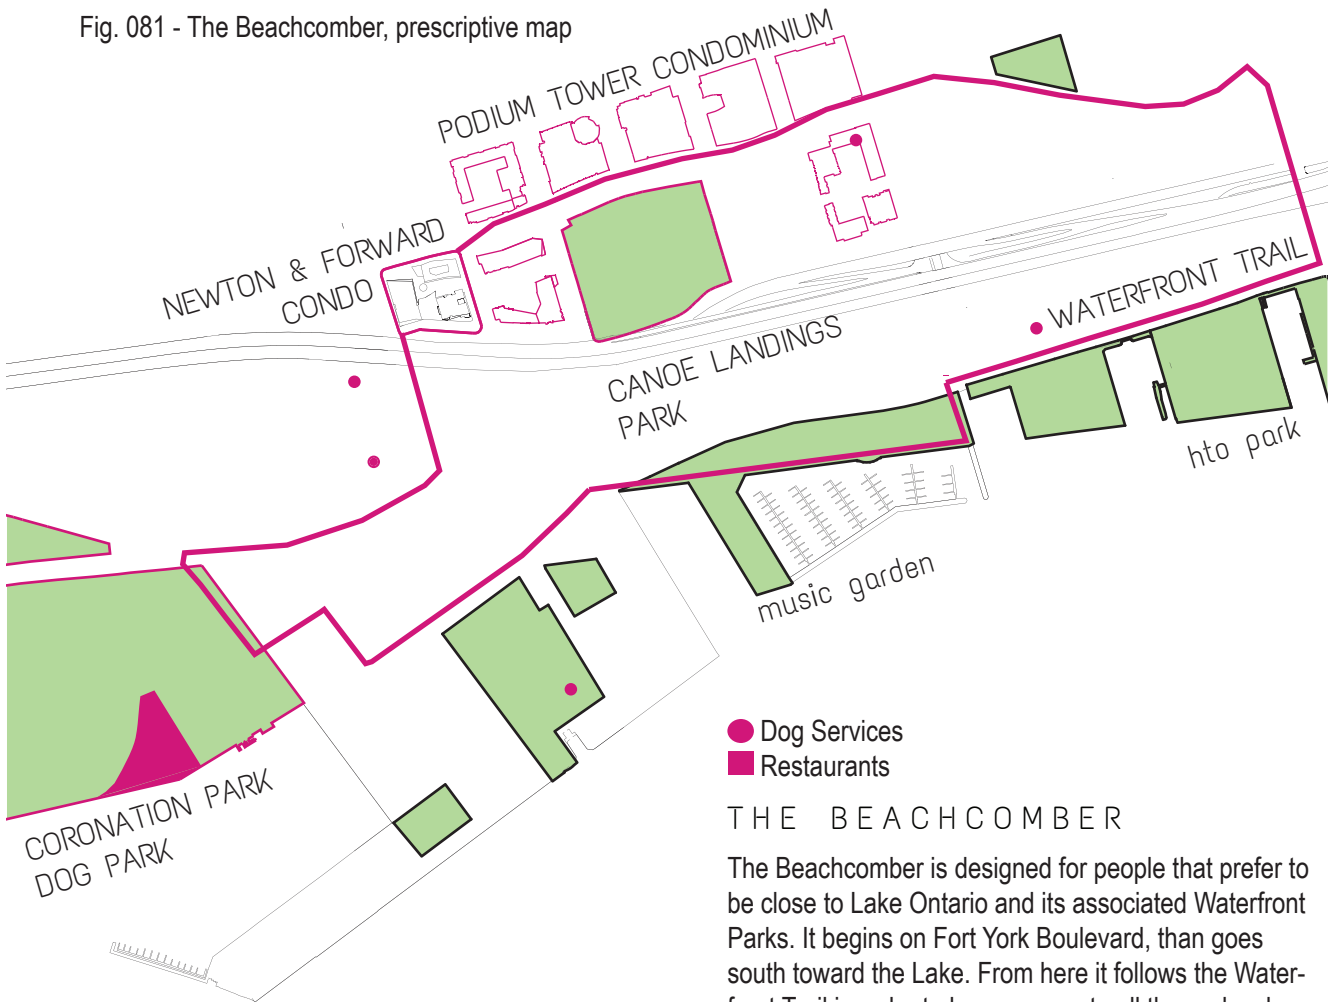 Fig. 081 - The Beachcomber, prescriptive map
PODIUM TOWER CONDOMINIUM
NEWTON & FORWARD
CONDO
WATERFRONT TRAIL
CANOE LANDINGS
PARK
hto park
music garden
CORONATION PARK
DOG PARK
Dog Services
Restaurants
THE BEACHCOMBER
The Beachcomber is designed for people that prefer to
be close to Lake Ontario and its associated Waterfront
Parks. It begins on Fort York Boulevard, than goes
south toward the Lake. From here it follows the Water-